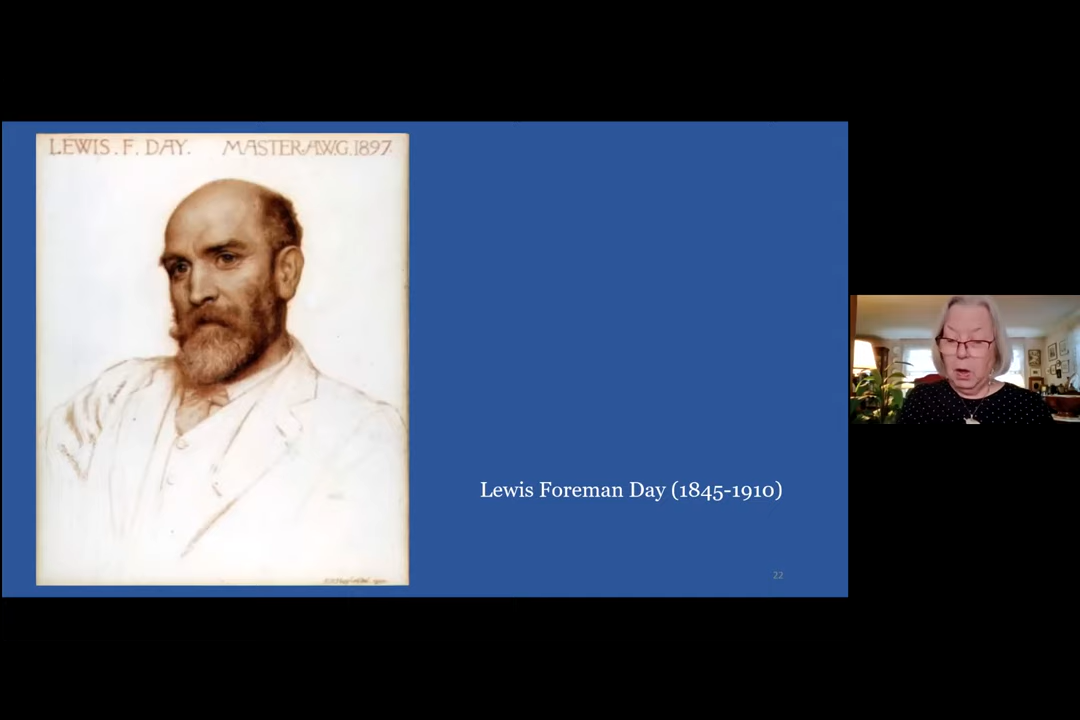 LEWIS. F. DAY. MASTER. A.W.G. 1897
Lewis Foreman Day (1845-1910)
22